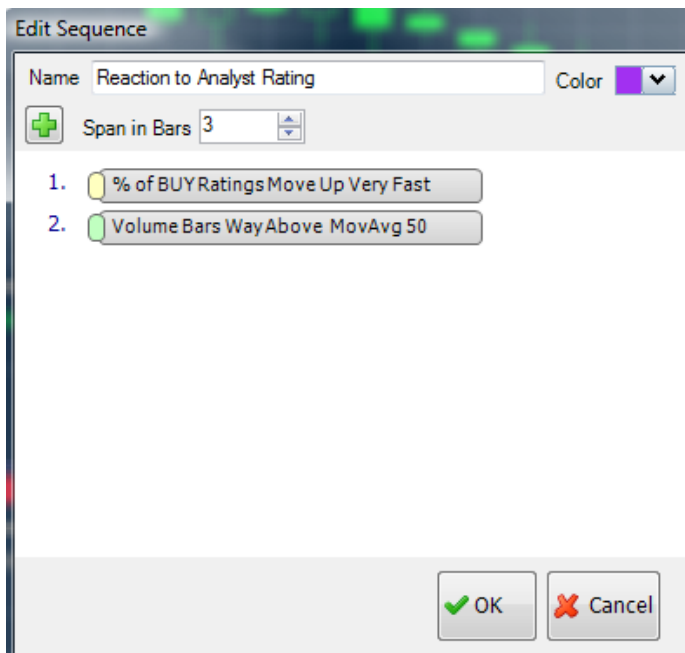 Edit Sequence
Name Reaction to Analyst Rating Color
Span in Bars 3
1. % of BUY Ratings Move Up Very Fast
2. Volume Bars Way Above MovAvg 50
OK Cancel